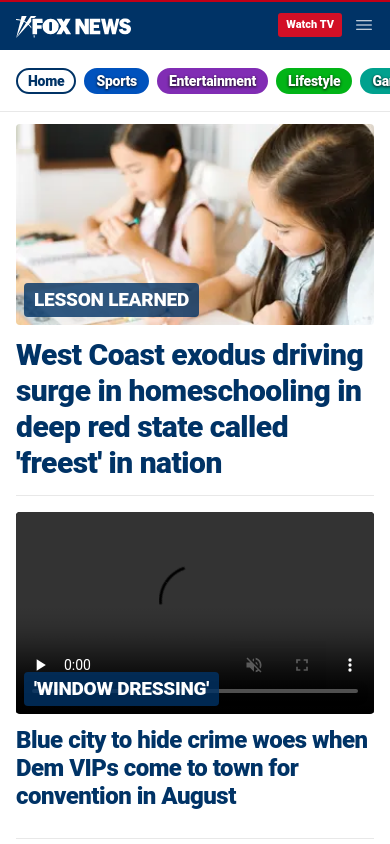 FOX NEWS
Watch TV
Home
Sports
Entertainment
Lifestyle
Ga
LESSON LEARNED
West Coast exodus driving
surge in homeschooling in
deep red state called
'freest' in nation
0:00
'WINDOW DRESSING'
Blue city to hide crime woes when
Dem VIPs come to town for
convention in August